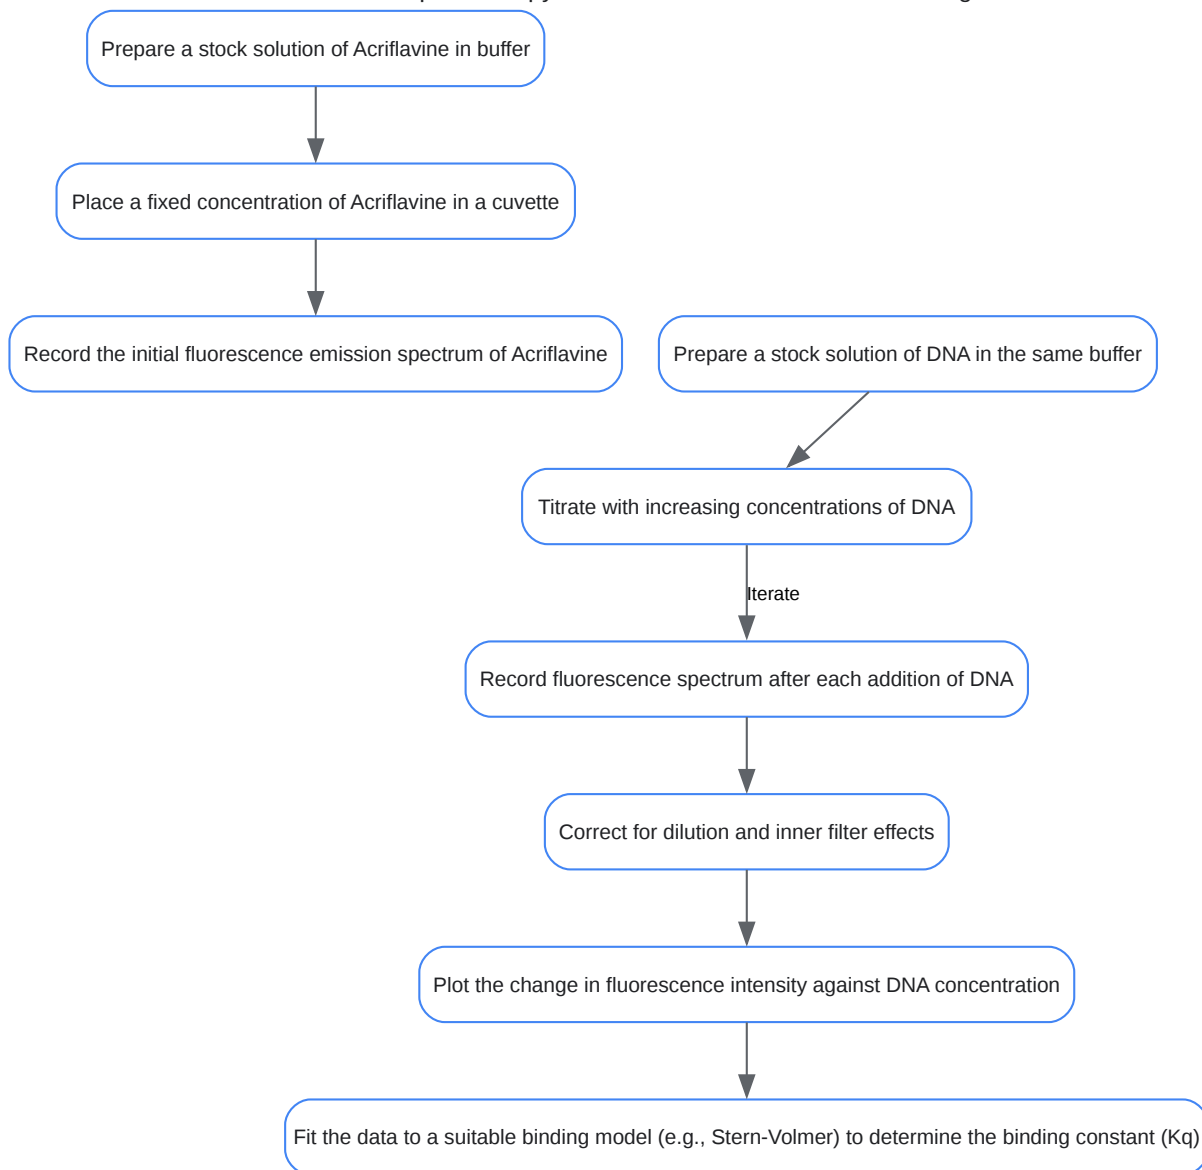 Prepare a stock solution of Acriflavine in buffer
Place a fixed concentration of Acriflavine in a cuvette
Record the initial fluorescence emission spectrum of Acriflavine
Prepare a stock solution of DNA in the same buffer
Titrate with increasing concentrations of DNA
Iterate
Record fluorescence spectrum after each addition of DNA
Correct for dilution and inner filter effects
Plot the change in fluorescence intensity against DNA concentration
Fit the data to a suitable binding model (e.g., Stern-Volmer) to determine the binding constant (Kq)